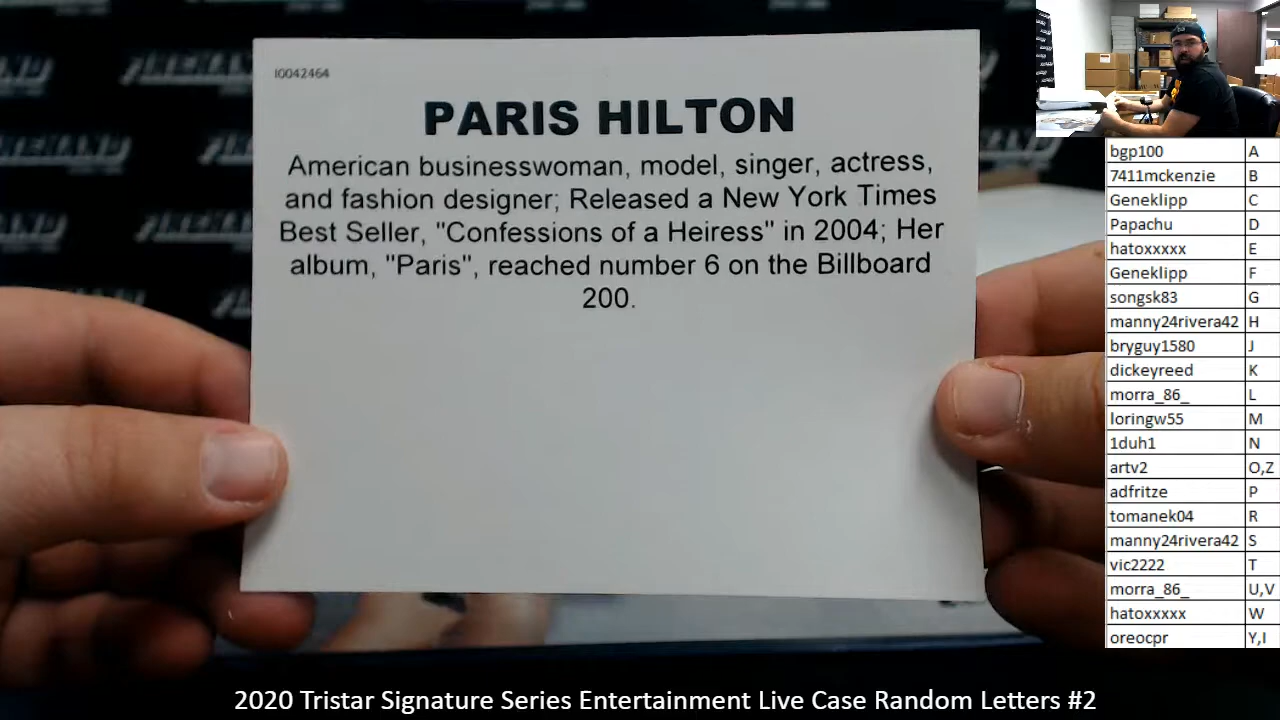 I0042464
PARIS HILTON
American businesswoman, model, singer, actress,
and fashion designer; Released a New York Times
Best Seller, "Confessions of a Heiress" in 2004; Her
album, "Paris", reached number 6 on the Billboard
200.
bgp100 A
7411mckenzie B
Geneklipp C
Papachu D
hatoxxxxx E
Geneklipp F
songsk83 G
manny24rivera42 H
bryguy1580 J
dickeyreed K
morra_86_ L
loringw55 M
1duh1 N
artv2 O,Z
adfritze P
tomanek04 R
manny24rivera42 S
vic2222 T
morra_86_ U,V
hatoxxxxx W
oreocpr Y,I
2020 Tristar Signature Series Entertainment Live Case Random Letters #2